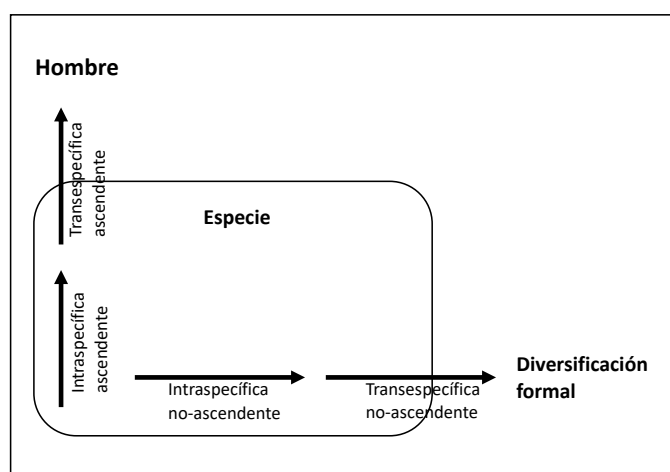 Hombre
Transespecífica
ascendente
Especie
Intraspecífica
ascendente
Intraspecífica
no-ascendente
Transespecífica
no-ascendente
Diversificación
formal